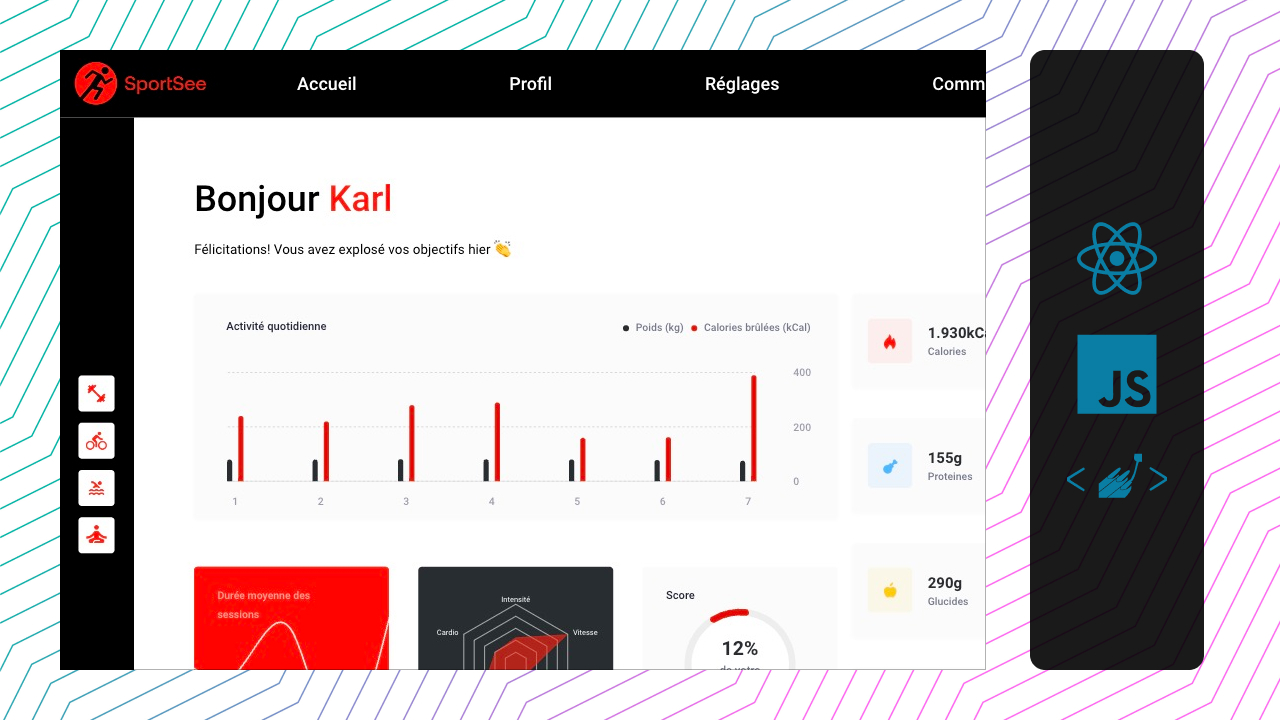 SportSee
Accueil
Profil
Réglages
Comm
Bonjour Karl
Félicitations! Vous avez explosé vos objectifs hier 👏
Activité quotidienne
Poids (kg)
Calories brûlées (kCal)
400
200
0
1
2
3
4
5
6
7
1.930kC
Calories
155g
Proteines
290g
Glucides
Durée moyenne des
sessions
Intensité
Cardio
Vitesse
Score
12%
de votre
JS